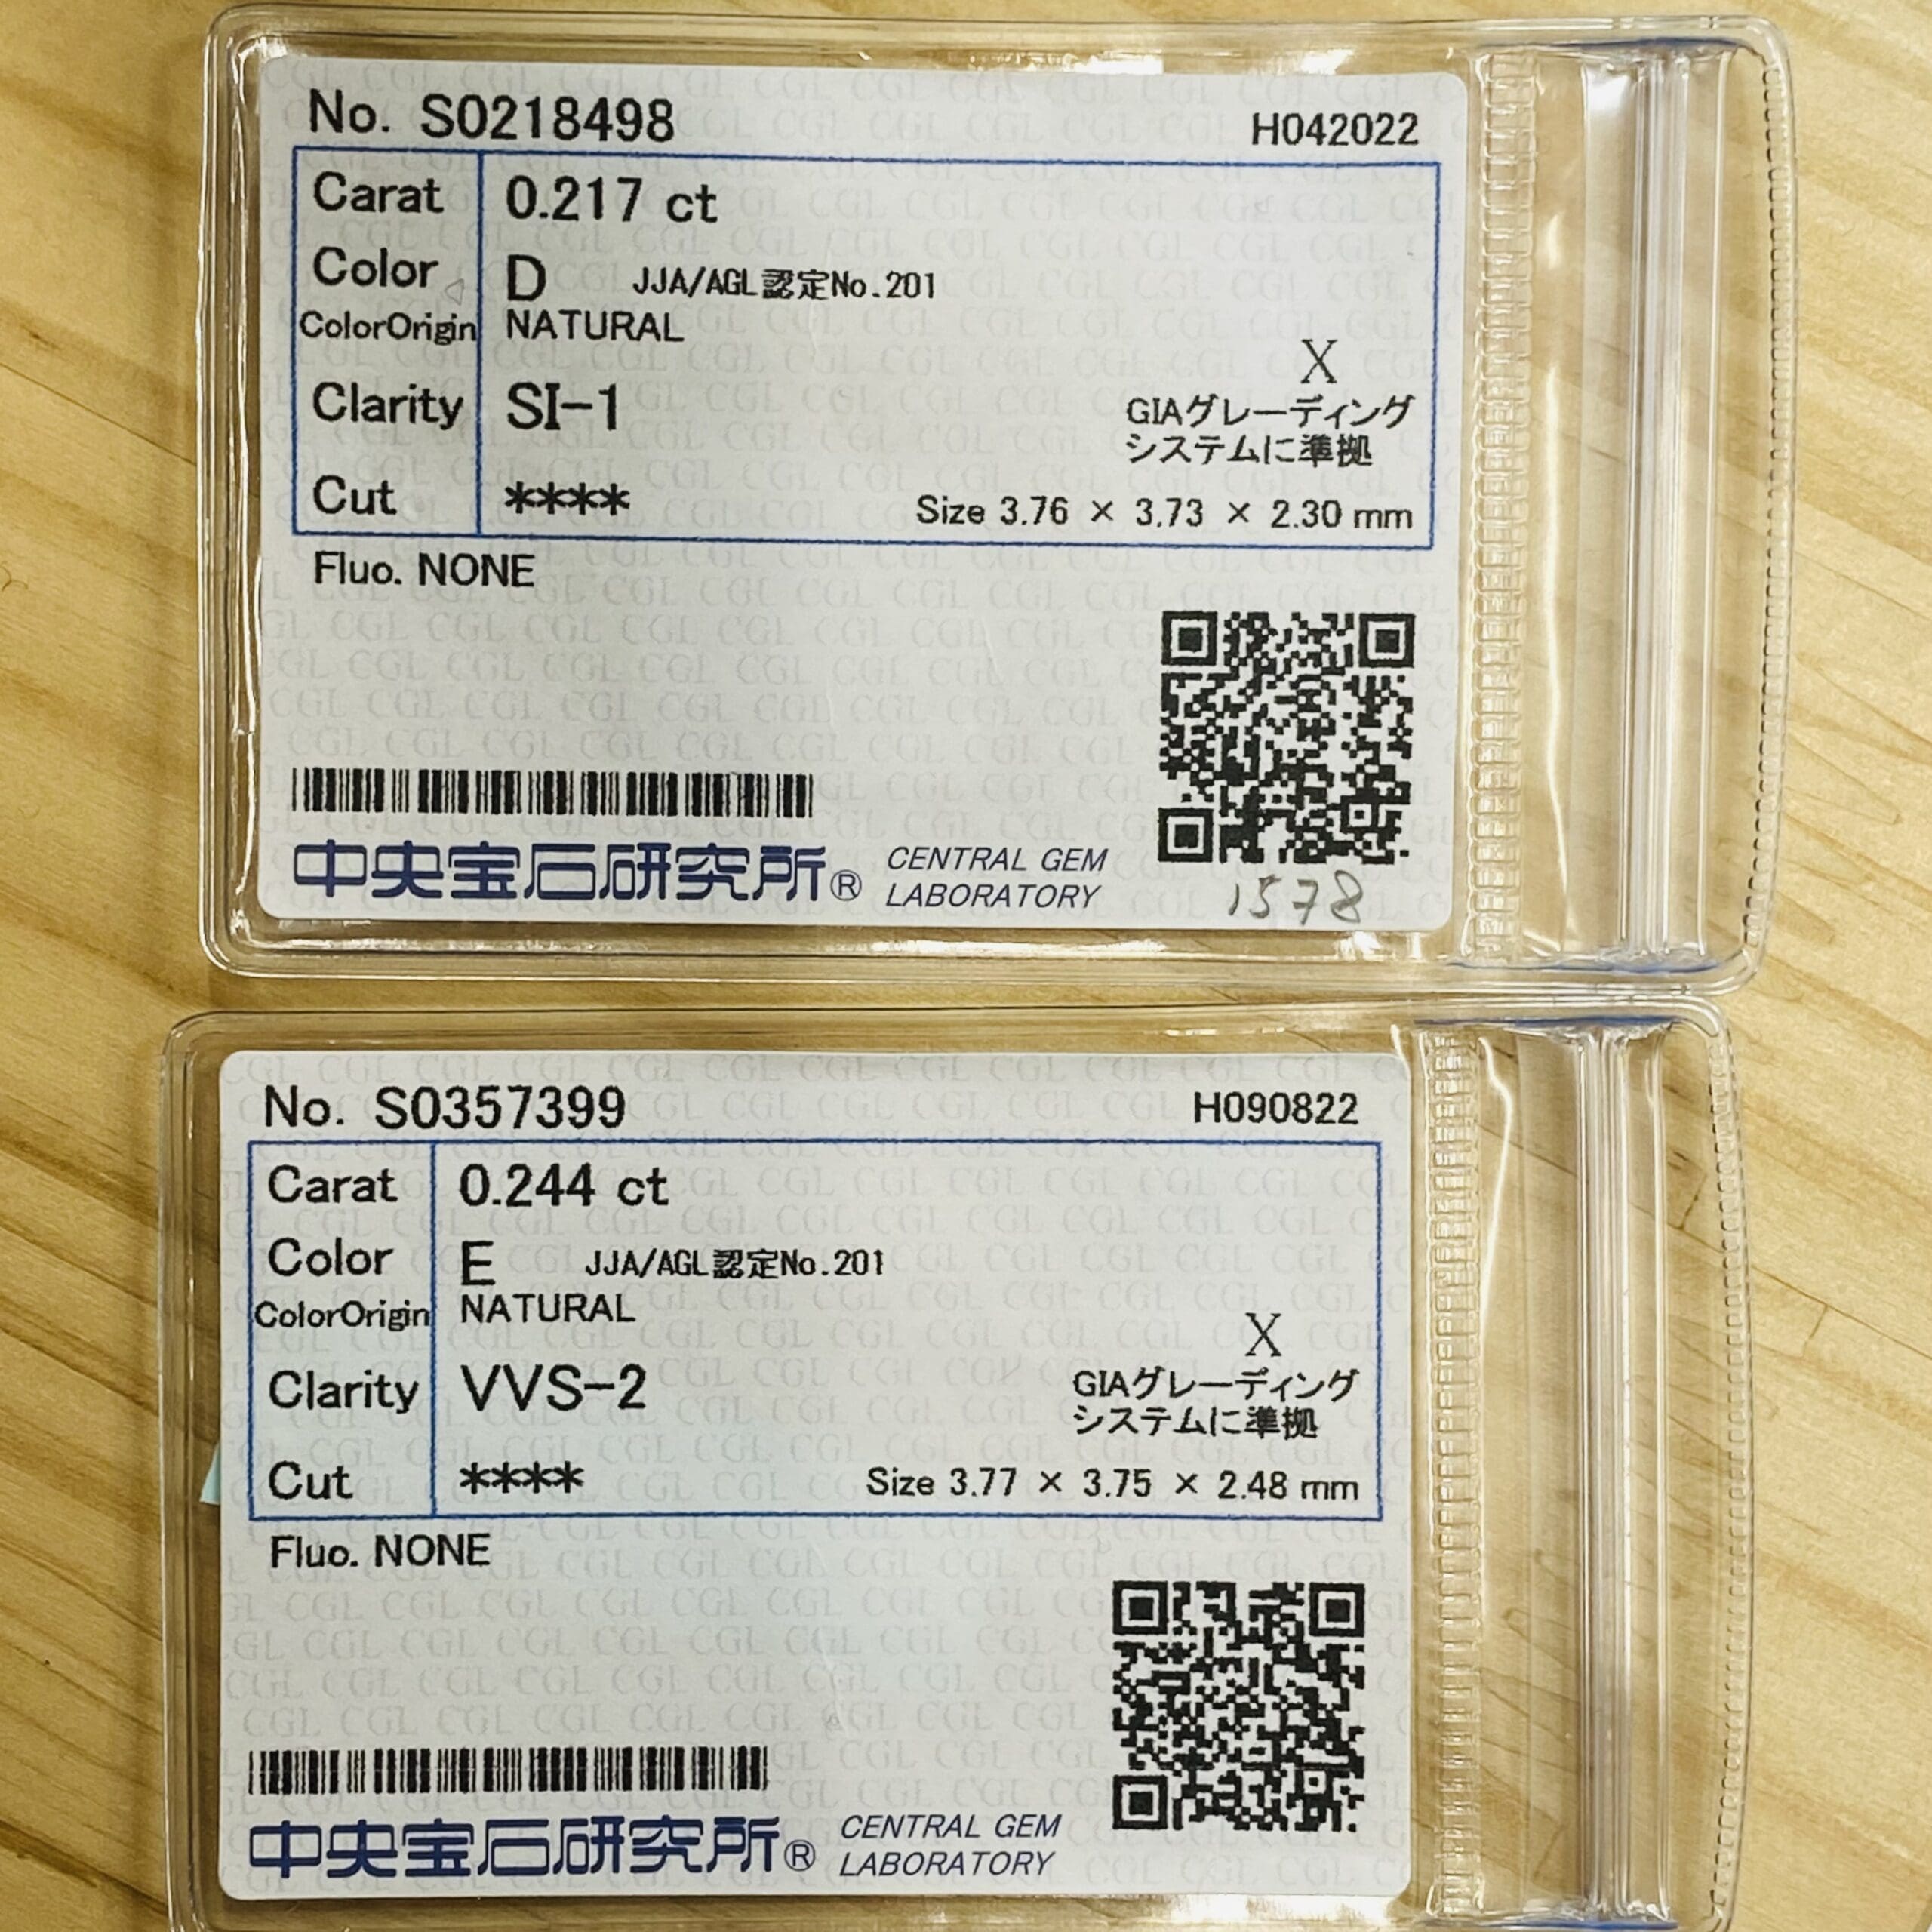 No. S0218498 H042022
Carat 0.217 ct
Color D JJA/AGL認定No.201
ColorOrigin NATURAL
X
Clarity SI-1 GIAグレーディング
システムに準拠
Cut **** Size 3.76 × 3.73 × 2.30 mm
Fluo. NONE
中央宝石研究所® CENTRAL GEM
LABORATORY
1578
No. S0357399 H090822
Carat 0.244 ct
Color E JJA/AGL認定No.201
ColorOrigin NATURAL
X
Clarity VVS-2 GIAグレーディング
システムに準拠
Cut **** Size 3.77 × 3.75 × 2.48 mm
Fluo. NONE
中央宝石研究所® CENTRAL GEM
LABORATORY